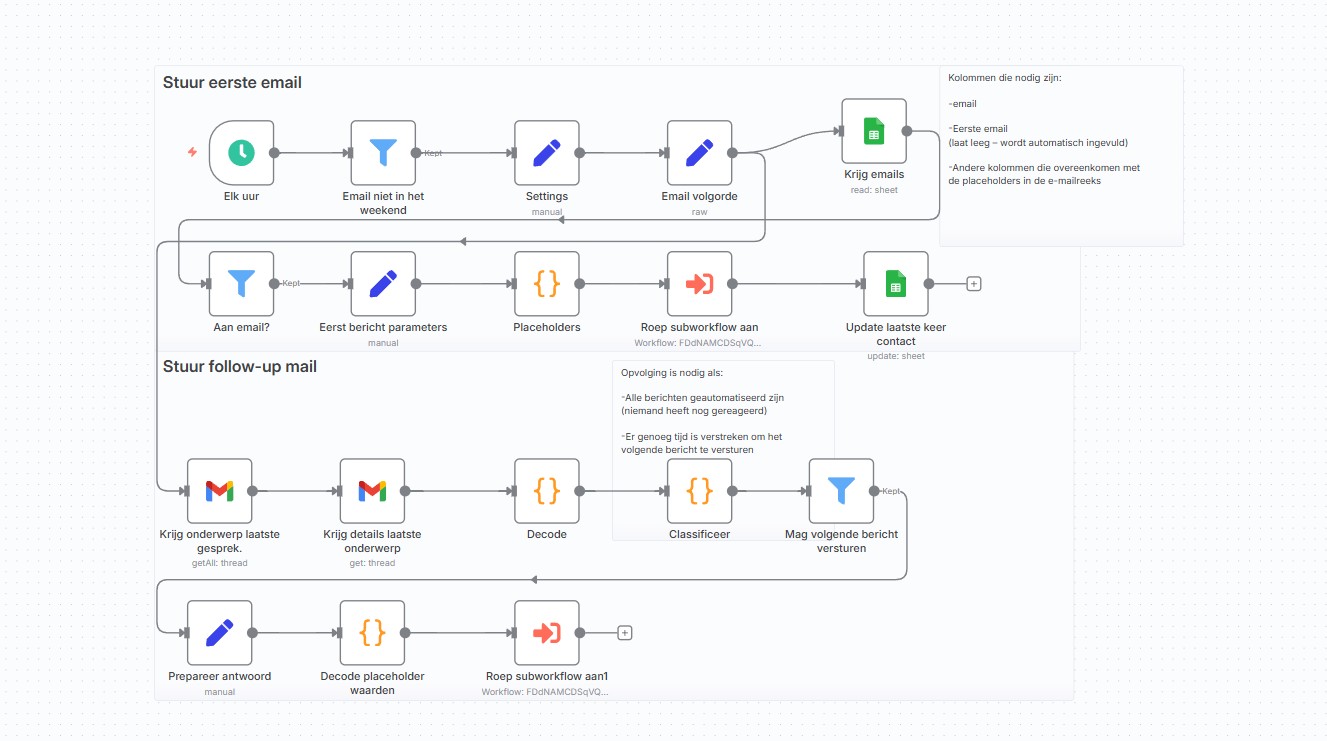 Stuur eerste email
Kolommen die nodig zijn:
-email
-Eerste email
(laat leeg – wordt automatisch ingevuld)
-Andere kolommen die overeenkomen met
de placeholders in de e-mailreeks
Elk uur
Kept
Email niet in het
weekend
Settings
manual
Email volgorde
raw
Krijg emails
read: sheet
Kept
Aan email?
Eerst bericht parameters
manual
Placeholders
Roep subworkflow aan
Workflow: FDdNAMCDSqVQ...
Update laatste keer
contact
update: sheet
Stuur follow-up mail
Opvolging is nodig als:
-Alle berichten geautomatiseerd zijn
(niemand heeft nog gereageerd)
-Er genoeg tijd is verstreken om het
volgende bericht te versturen
Krijg onderwerp laatste
gesprek.
getAll: thread
Krijg details laatste
onderwerp
get: thread
Decode
Classificeer
Kept
Mag volgende bericht
versturen
Prepareer antwoord
manual
Decode placeholder
waarden
Roep subworkflow aan1
Workflow: FDdNAMCDSqVQ...